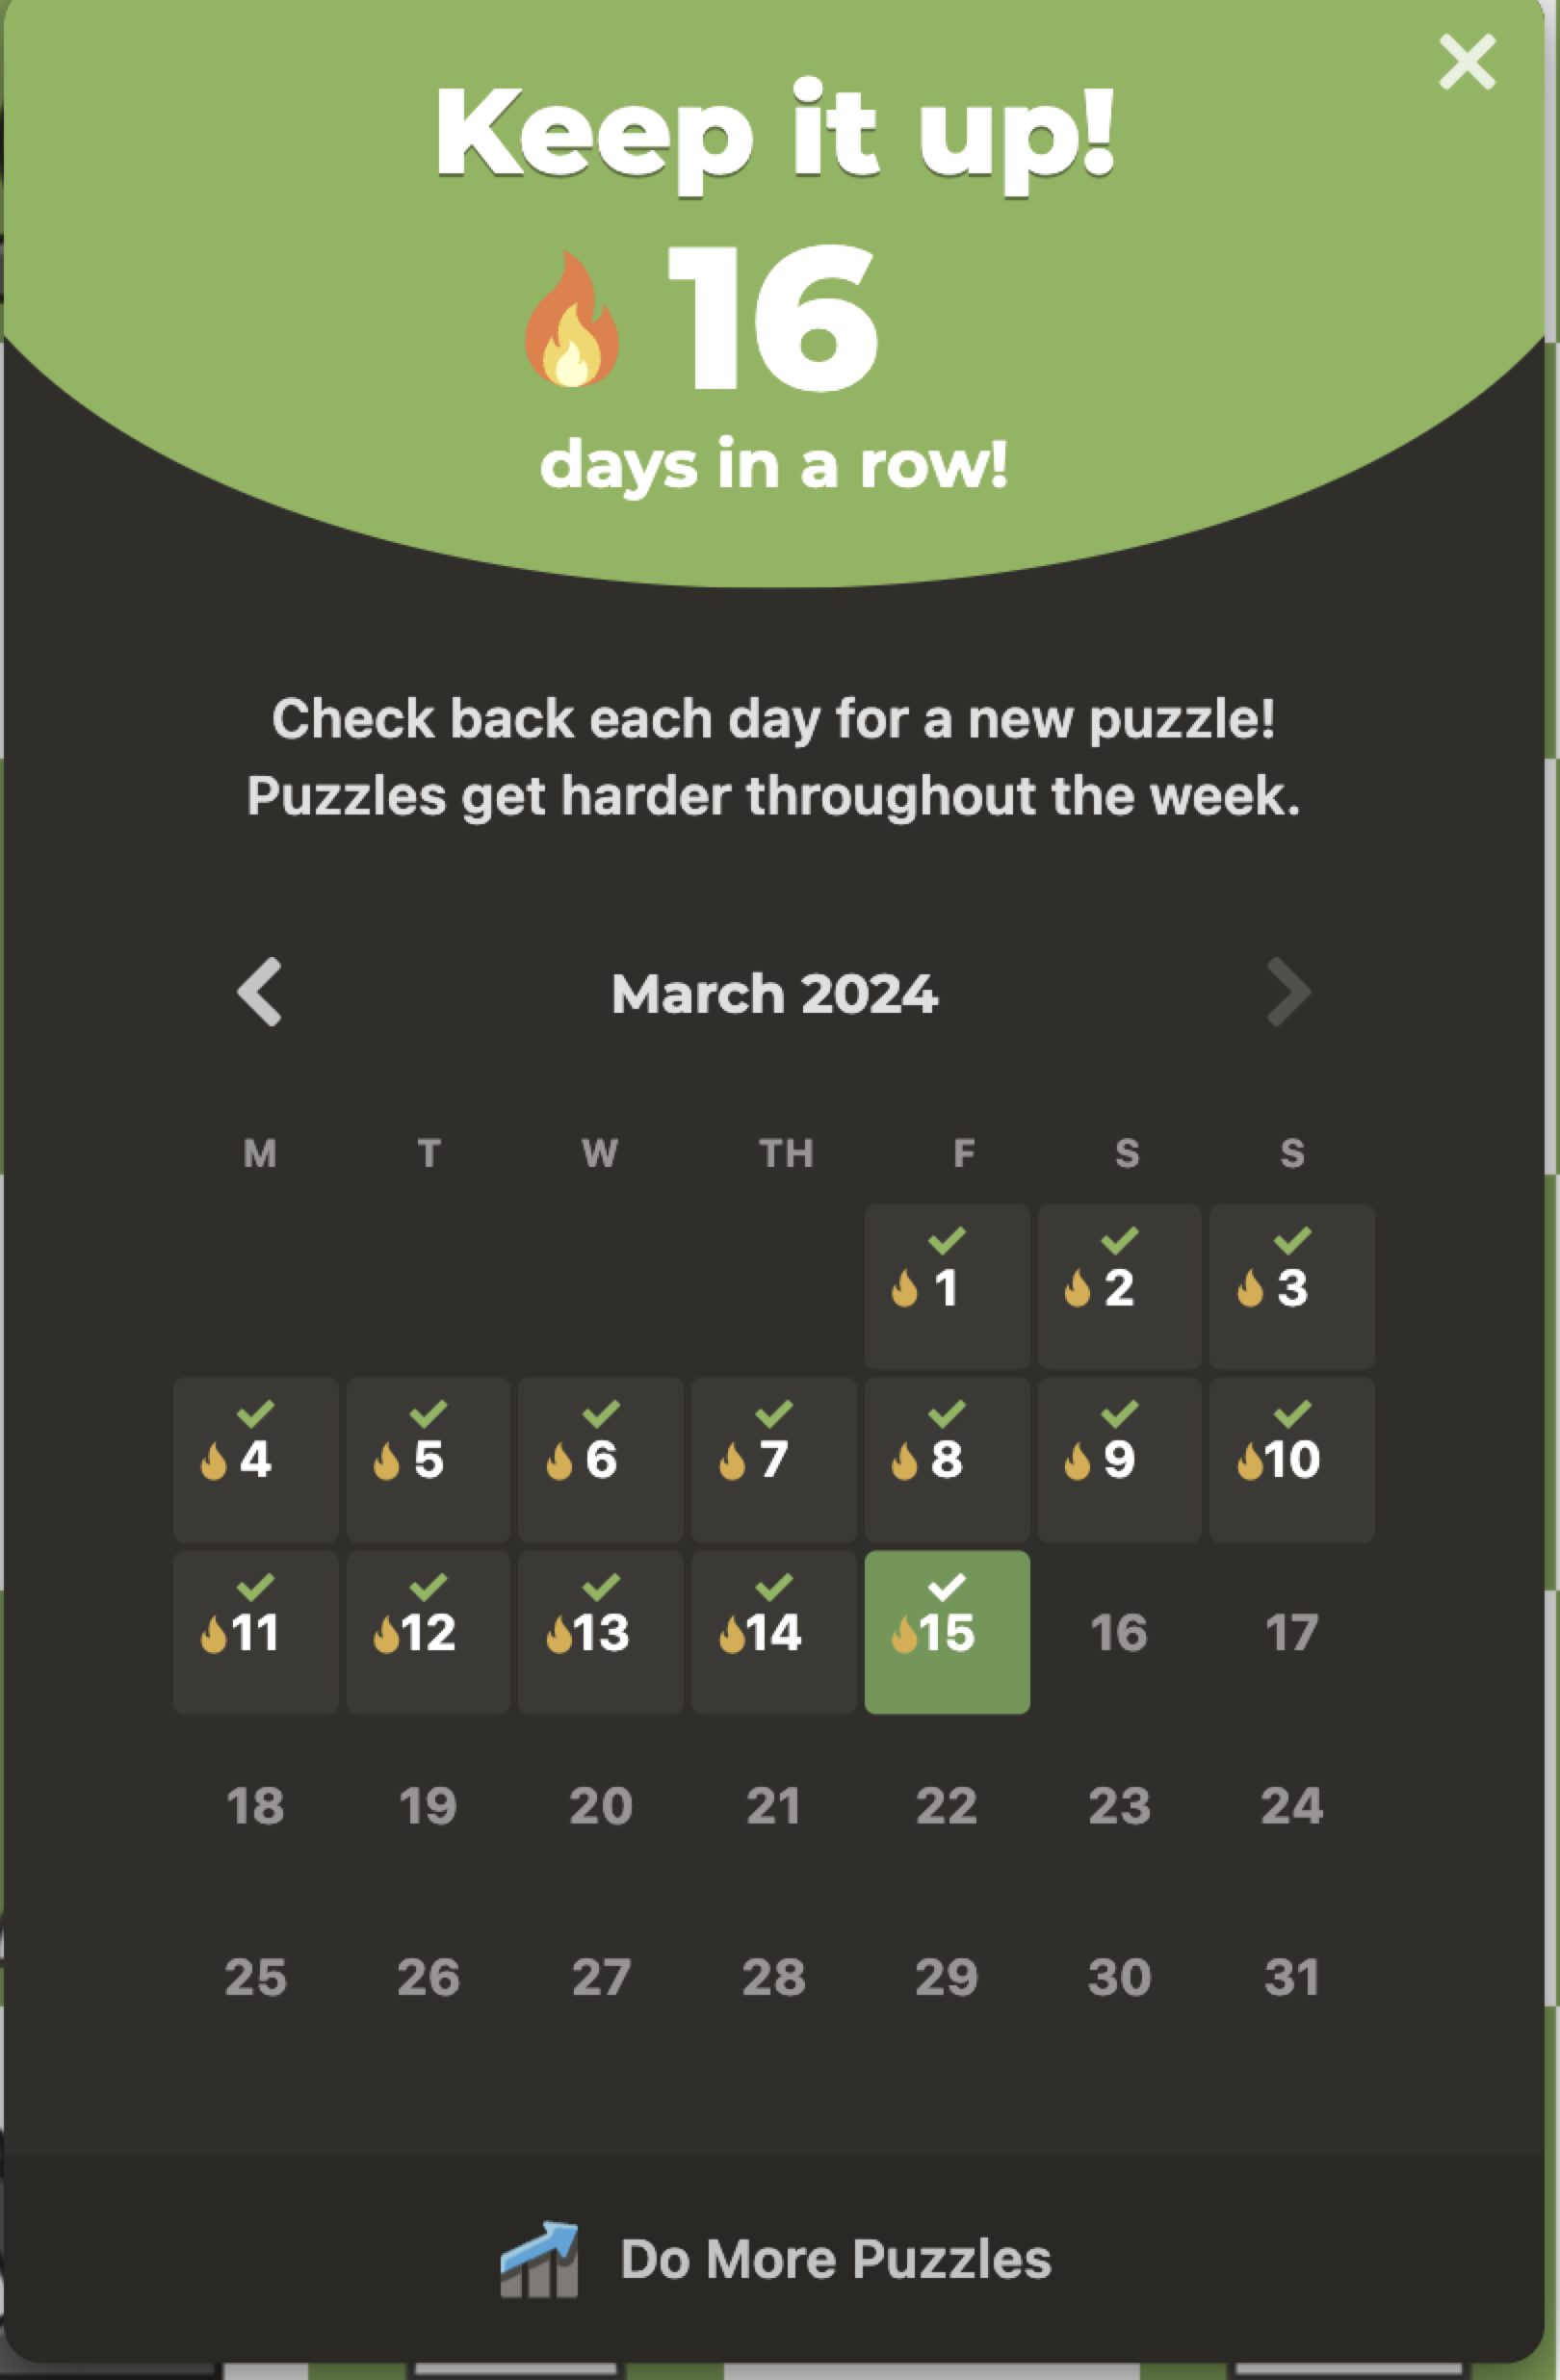 Keep it up!
16
days in a row!
Check back each day for a new puzzle!
Puzzles get harder throughout the week.
March 2024
M T W TH F S S
1 2 3
4 5 6 7 8 9 10
11 12 13 14 15 16 17
18 19 20 21 22 23 24
25 26 27 28 29 30 31
Do More Puzzles